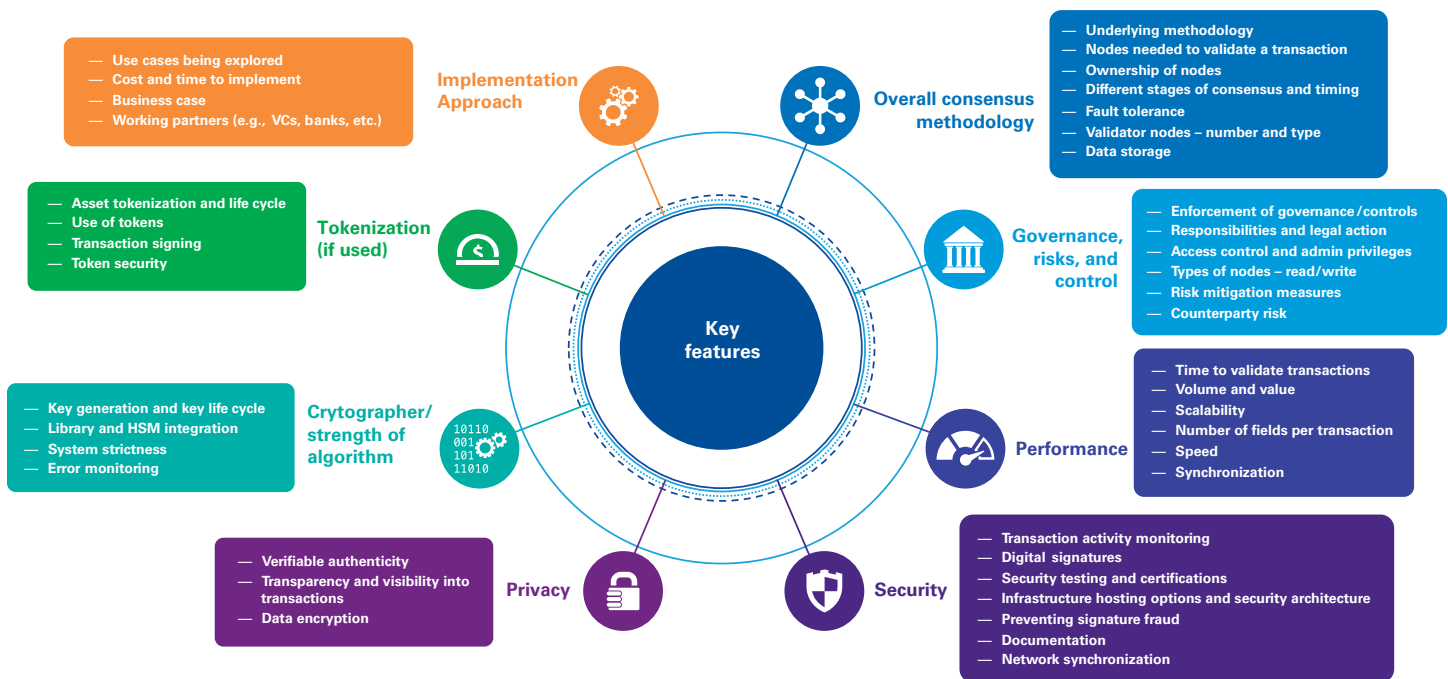 Key
features
Implementation
Approach
— Use cases being explored
— Cost and time to implement
— Business case
— Working partners (e.g., VCs, banks, etc.)
Overall consensus
methodology
— Underlying methodology
— Nodes needed to validate a transaction
— Ownership of nodes
— Different stages of consensus and timing
— Fault tolerance
— Validator nodes – number and type
— Data storage
Tokenization
(if used)
— Asset tokenization and life cycle
— Use of tokens
— Transaction signing
— Token security
$
Governance,
risks, and
control
— Enforcement of governance/controls
— Responsibilities and legal action
— Access control and admin privileges
— Types of nodes – read/write
— Risk mitigation measures
— Counterparty risk
Crytographer/
strength of
algorithm
— Key generation and key life cycle
— Library and HSM integration
— System strictness
— Error monitoring
10110
001
101
11010
Performance
— Time to validate transactions
— Volume and value
— Scalability
— Number of fields per transaction
— Speed
— Synchronization
Privacy
— Verifiable authenticity
— Transparency and visibility into
transactions
— Data encryption
Security
— Transaction activity monitoring
— Digital signatures
— Security testing and certifications
— Infrastructure hosting options and security architecture
— Preventing signature fraud
— Documentation
— Network synchronization